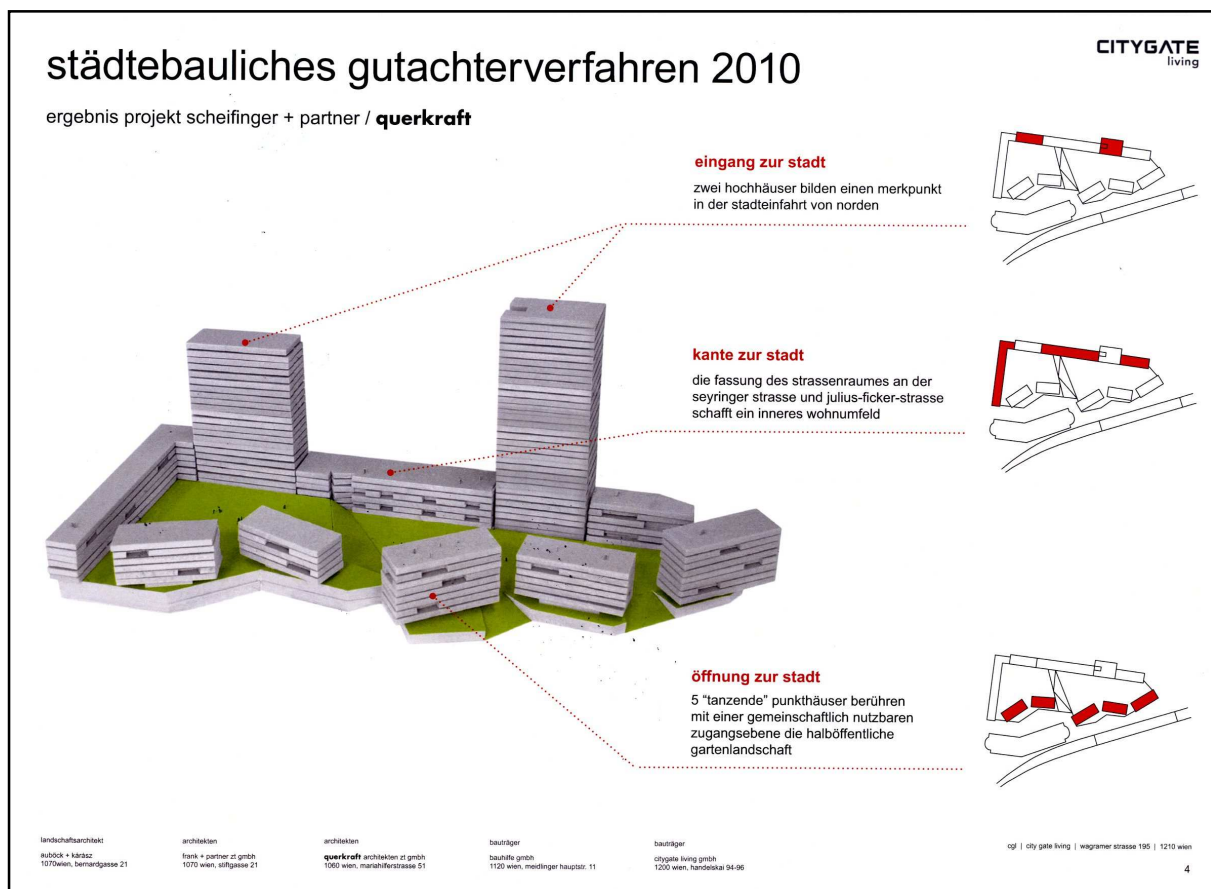 städtebauliches gutachterverfahren 2010
CITYGATE
living
ergebnis projekt scheifinger + partner / querkraft
eingang zur stadt
zwei hochhäuser bilden einen merkpunkt
in der stadteinfahrt von norden
kante zur stadt
die fassung des strassenraumes an der
seyringer strasse und julius-ficker-strasse
schafft ein inneres wohnumfeld
öffnung zur stadt
5 "tanzende" punkthäuser berühren
mit einer gemeinschaftlich nutzbaren
zugangsebene die halböffentliche
gartenlandschaft
landschaftsarchitekt
auböck + kárász
1070wien, bernardgasse 21
architekten
frank + partner zt gmbh
1070 wien, stiftgasse 21
architekten
querkraft architekten zt gmbh
1060 wien, mariahilferstrasse 51
bauträger
bauhilfe gmbh
1120 wien, meidlinger hauptstr. 11
bauträger
citygate living gmbh
1200 wien, handelskai 94-96
cgl | city gate living | wagramer strasse 195 | 1210 wien
4